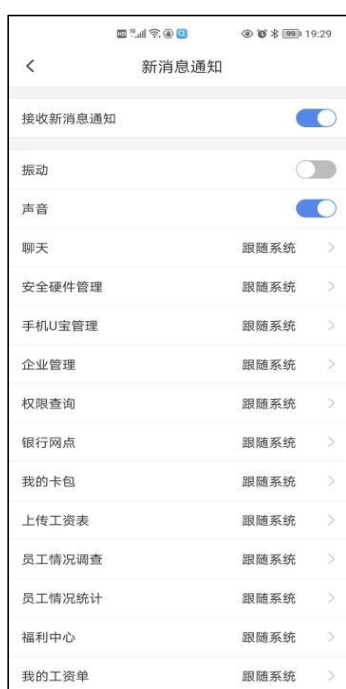 HD 5G 99 19:29
新消息通知
接收新消息通知
振动
声音
聊天 跟随系统
安全硬件管理 跟随系统
手机U宝管理 跟随系统
企业管理 跟随系统
权限查询 跟随系统
银行网点 跟随系统
我的卡包 跟随系统
上传工资表 跟随系统
员工情况调查 跟随系统
员工情况统计 跟随系统
福利中心 跟随系统
我的工资单 跟随系统